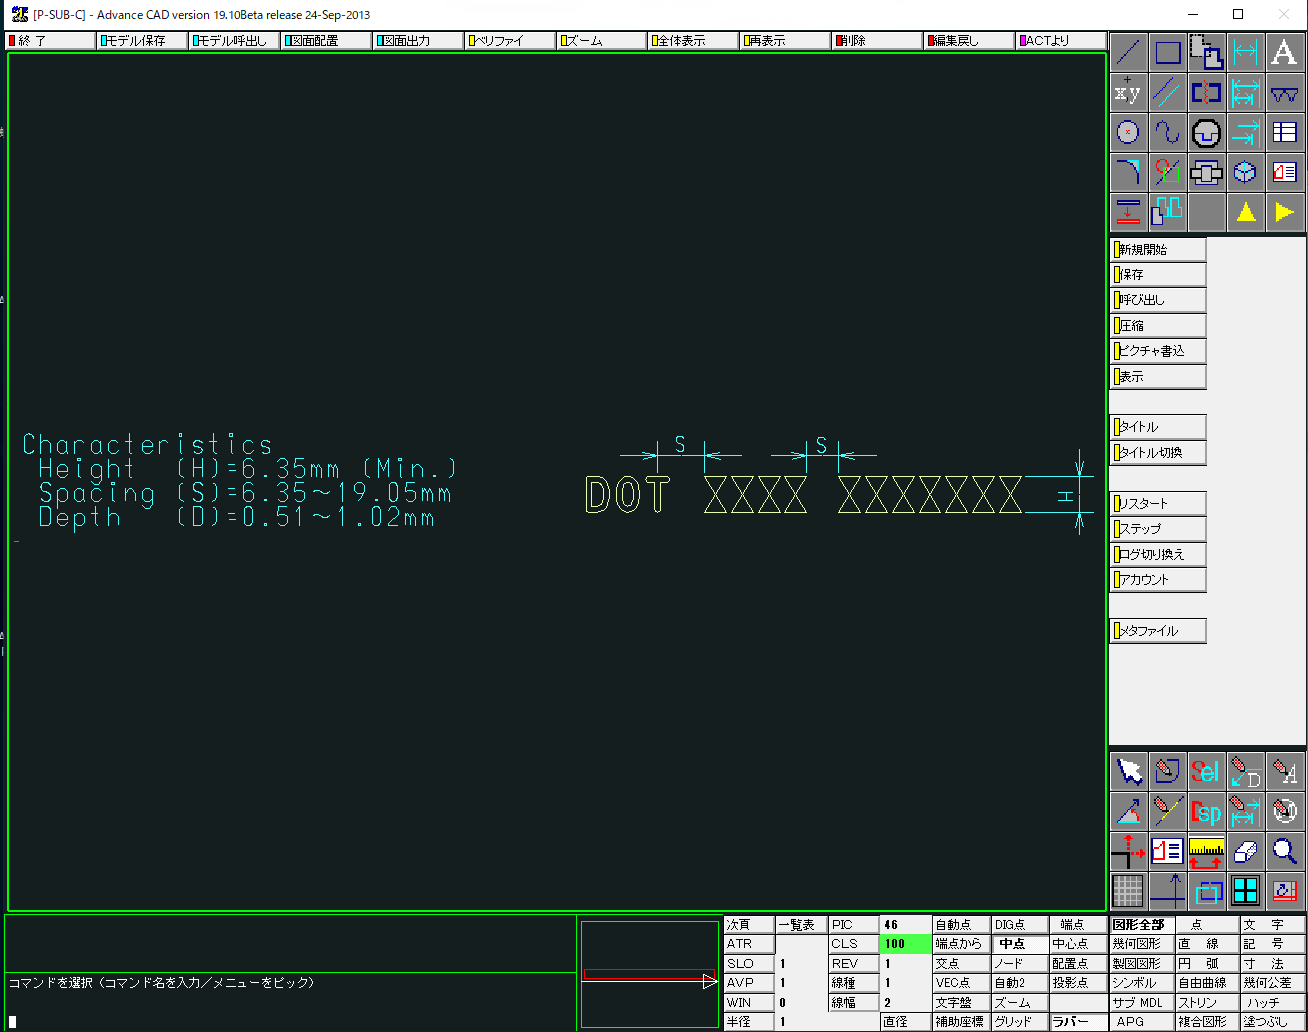 [P-SUB-C] - Advance CAD version 19.10Beta release 24-Sep-2013
終 了 モデル保存 モデル呼出し 図面配置 図面出力 ベリファイ ズーム 全体表示 再表示 削除 編集戻し ACTより
A
x,y
新規開始
保存
呼び出し
圧縮
ピクチャ書込
表示
タイトル
タイトル切換
リスタート
ステップ
ログ切り換え
アカウント
メタファイル
Characteristics
Height (H)=6.35mm (Min.)
Spacing (S)=6.35～19.05mm
Depth (D)=0.51～1.02mm
S S
DOT XXXX XXXXXXX
H
Sel D A
Dsp
コマンドを選択（コマンド名を入力／メニューをピック）
次頁 一覧表 PIC 46 自動点 DIG点 端点 図形全部 点 文 字
ATR CLS 100 端点から 中点 中心点 幾何図形 直 線 記 号
SLO 1 REV 1 交点 ノード 配置点 製図図形 円 弧 寸 法
AVP 1 線種 1 VEC点 自動2 投影点 シンボル 自由曲線 幾何公差
WIN 0 線幅 2 文字盤 ズーム サブ MDL ストリン ハッチ
半径 1 直径 補助座標 グリッド ラバー APG 複合図形 塗つぶし